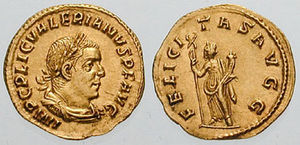 IMP C P LIC VALERIANVS P F AVG
FELICITAS AVGG